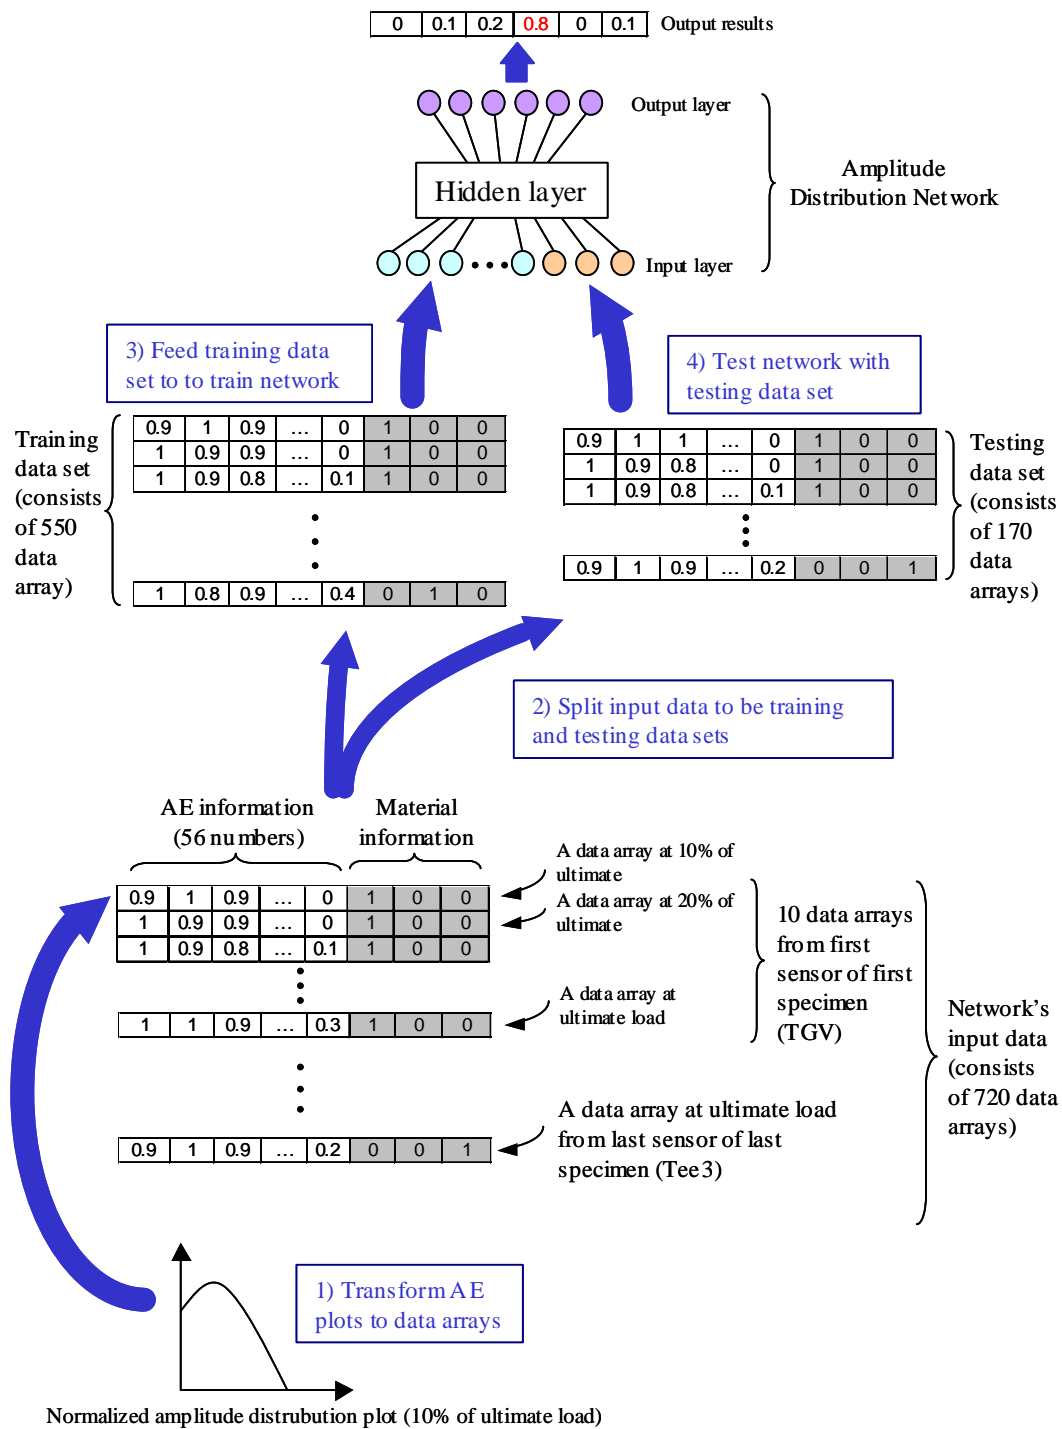 0 0.1 0.2 0.8 0 0.1 Output results
Output layer
Amplitude
Distribution Network
Hidden layer
Input layer
3) Feed training data
set to to train network
4) Test network with
testing data set
Training
data set
(consists
of 550
data
array)
0.9 1 0.9 ... 0 1 0 0
1 0.9 0.9 ... 0 1 0 0
1 0.9 0.8 ... 0.1 1 0 0
1 0.8 0.9 ... 0.4 0 1 0
0.9 1 1 ... 0 1 0 0
1 0.9 0.8 ... 0 1 0 0
1 0.9 0.8 ... 0.1 1 0 0
0.9 1 0.9 ... 0.2 0 0 1
Testing
data set
(consists
of 170
data
arrays)
2) Split input data to be training
and testing data sets
AE information
(56 numbers)
Material
information
0.9 1 0.9 ... 0 1 0 0
1 0.9 0.9 ... 0 1 0 0
1 0.9 0.8 ... 0.1 1 0 0
1 1 0.9 ... 0.3 1 0 0
0.9 1 0.9 ... 0.2 0 0 1
A data array at 10% of
ultimate
A data array at 20% of
ultimate
A data array at
ultimate load
10 data arrays
from first
sensor of first
specimen
(TGV)
A data array at ultimate load
from last sensor of last
specimen (Tee3)
Network's
input data
(consists
of 720 data
arrays)
1) Transform AE
plots to data arrays
Normalized amplitude distrubution plot (10% of ultimate load)